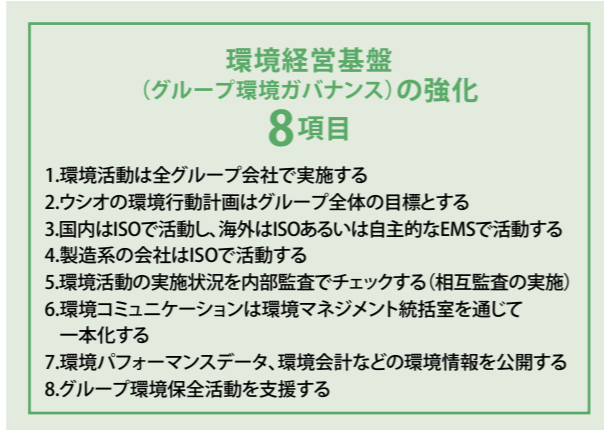 環境経営基盤
（グループ環境ガバナンス）の強化
8項目
1.環境活動は全グループ会社で実施する
2.ウシオの環境行動計画はグループ全体の目標とする
3.国内はISOで活動し、海外はISOあるいは自主的なEMSで活動する
4.製造系の会社はISOで活動する
5.環境活動の実施状況を内部監査でチェックする（相互監査の実施）
6.環境コミュニケーションは環境マネジメント統括室を通じて
一本化する
7.環境パフォーマンスデータ、環境会計などの環境情報を公開する
8.グループ環境保全活動を支援する